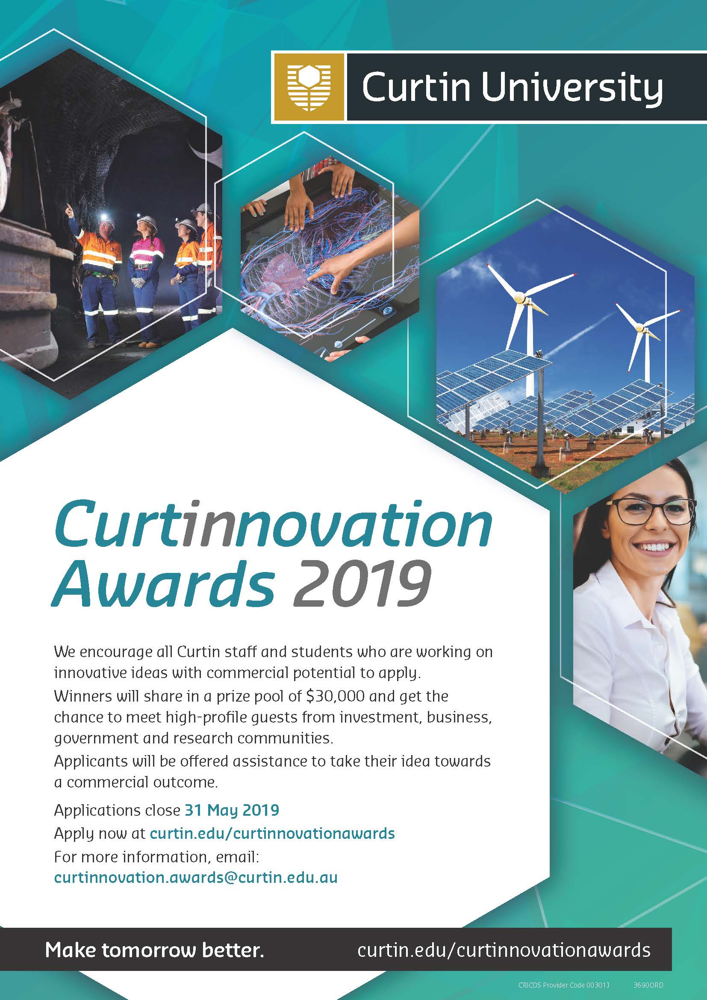 Curtin University
Curtinnovation
Awards 2019
We encourage all Curtin staff and students who are working on
innovative ideas with commercial potential to apply.
Winners will share in a prize pool of $30,000 and get the
chance to meet high-profile guests from investment, business,
government and research communities.
Applicants will be offered assistance to take their idea towards
a commercial outcome.
Applications close 31 May 2019
Apply now at curtin.edu/curtinnovationawards
For more information, email:
curtinnovation.awards@curtin.edu.au
Make tomorrow better. curtin.edu/curtinnovationawards
CRICOS Provider Code 00301J 3690ORD